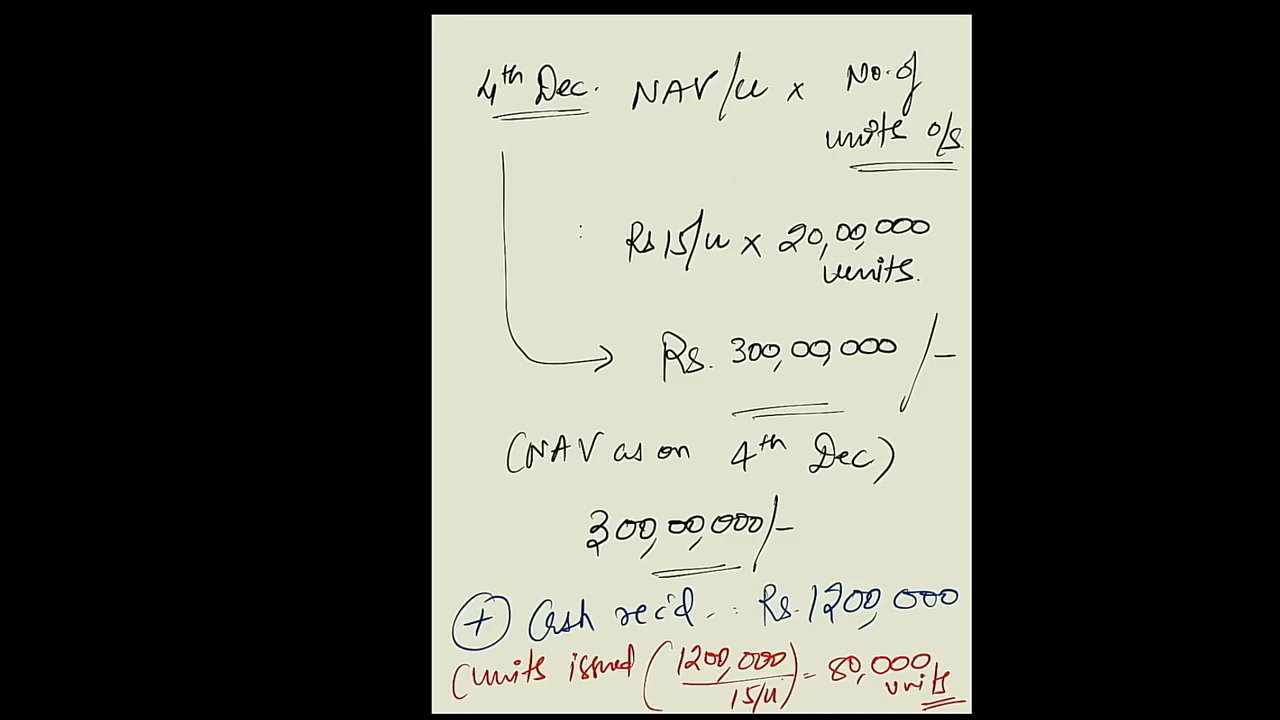 4th Dec. NAV/u x No. of
units o/s.
: Rs 15/u x 20,00,000
units.
Rs. 300,00,000/-
(NAV as on 4th Dec)
300,00,000/-
+ Cash rec'd. : Rs. 1200,000
(units issued (1200,000 / 15/u) = 80,000
units